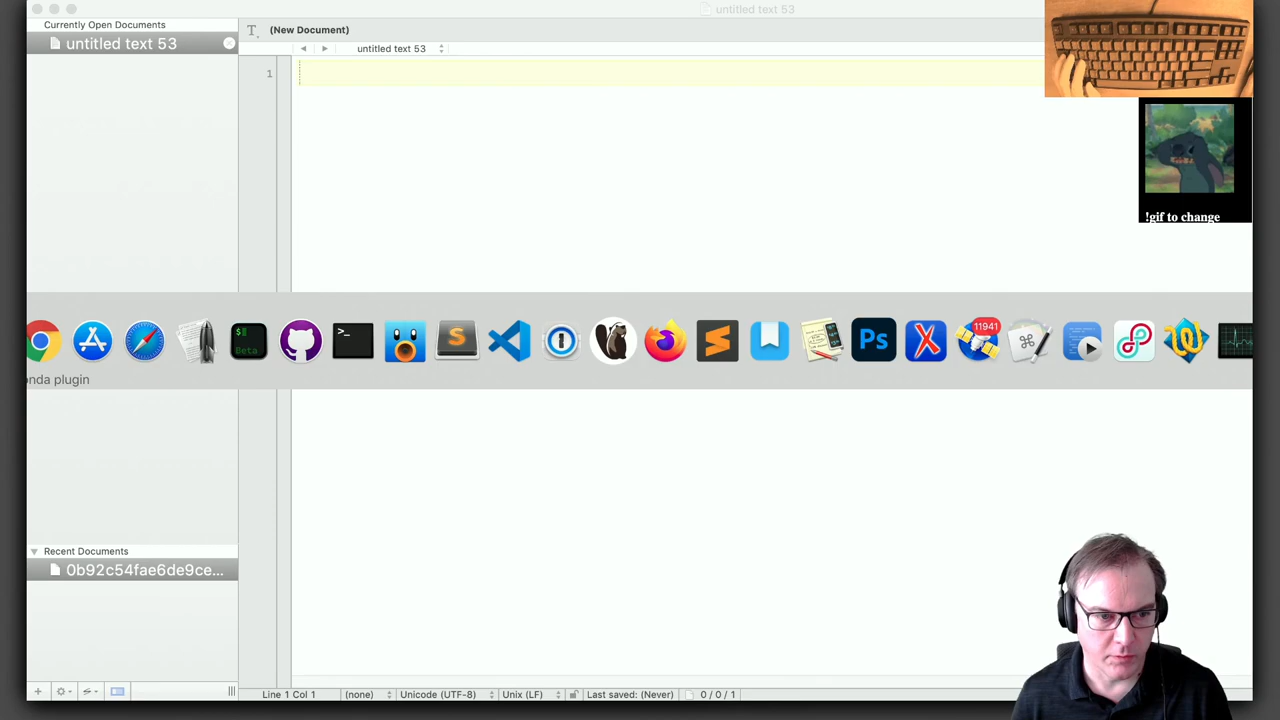 untitled text 53
Currently Open Documents
untitled text 53
(New Document)
untitled text 53
1
!gif to change
$
Beta
>_
S
Ps
11941
nda plugin
Recent Documents
0b92c54fae6de9ce...
Line 1 Col 1
(none)
Unicode (UTF-8)
Unix (LF)
Last saved: (Never)
0 / 0 / 1